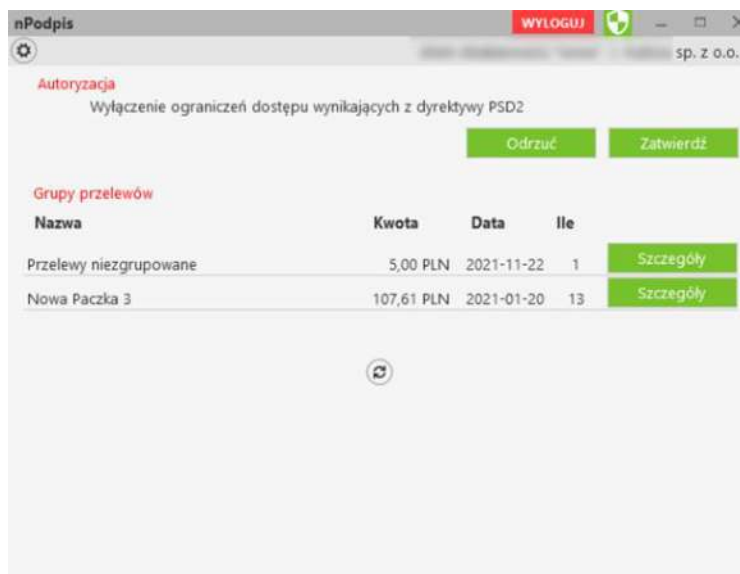 nPodpis WYLOGUJ
sp. z o.o.
Autoryzacja
Wyłączenie ograniczeń dostępu wynikających z dyrektywy PSD2
Odrzuć Zatwierdź
Grupy przelewów
Nazwa Kwota Data Ile
Przelewy niezgrupowane 5,00 PLN 2021-11-22 1 Szczegóły
Nowa Paczka 3 107,61 PLN 2021-01-20 13 Szczegóły